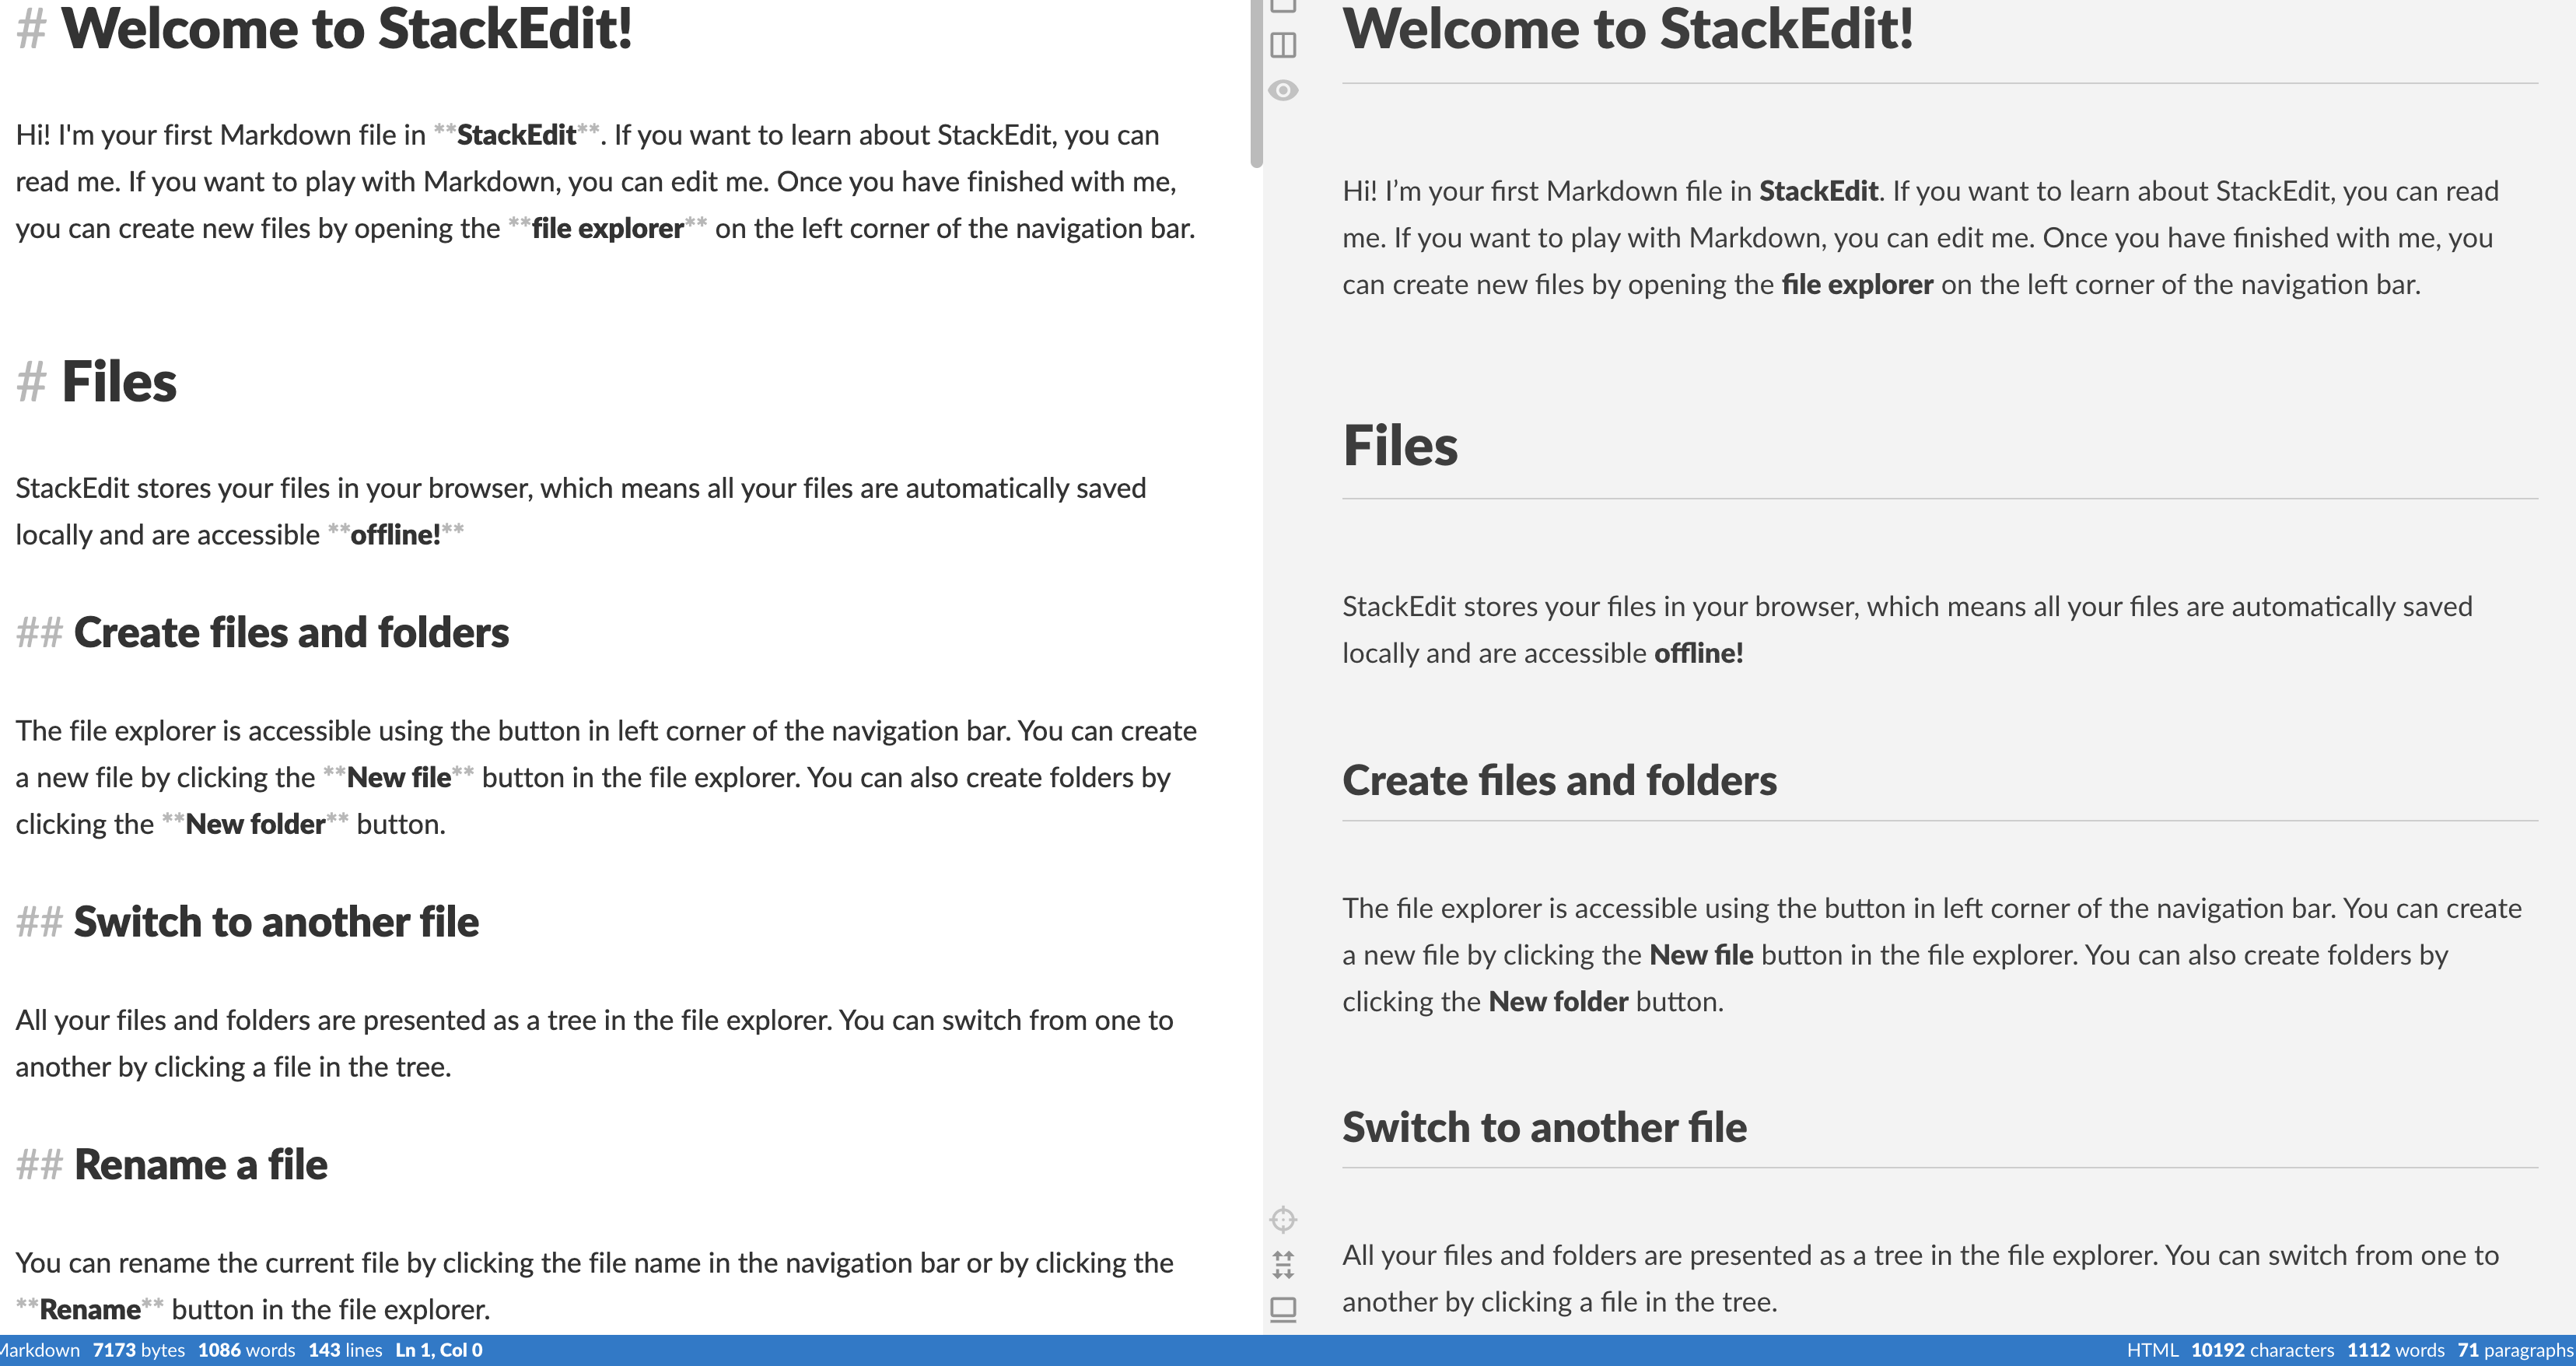 # Welcome to StackEdit!
Hi! I'm your first Markdown file in **StackEdit**. If you want to learn about StackEdit, you can
read me. If you want to play with Markdown, you can edit me. Once you have finished with me,
you can create new files by opening the **file explorer** on the left corner of the navigation bar.
# Files
StackEdit stores your files in your browser, which means all your files are automatically saved
locally and are accessible **offline!**
## Create files and folders
The file explorer is accessible using the button in left corner of the navigation bar. You can create
a new file by clicking the **New file** button in the file explorer. You can also create folders by
clicking the **New folder** button.
## Switch to another file
All your files and folders are presented as a tree in the file explorer. You can switch from one to
another by clicking a file in the tree.
## Rename a file
You can rename the current file by clicking the file name in the navigation bar or by clicking the
**Rename** button in the file explorer.
Markdown 7173 bytes 1086 words 143 lines Ln 1, Col 0
Welcome to StackEdit!
Hi! I’m your first Markdown file in StackEdit. If you want to learn about StackEdit, you can read
me. If you want to play with Markdown, you can edit me. Once you have finished with me, you
can create new files by opening the file explorer on the left corner of the navigation bar.
Files
StackEdit stores your files in your browser, which means all your files are automatically saved
locally and are accessible offline!
Create files and folders
The file explorer is accessible using the button in left corner of the navigation bar. You can create
a new file by clicking the New file button in the file explorer. You can also create folders by
clicking the New folder button.
Switch to another file
All your files and folders are presented as a tree in the file explorer. You can switch from one to
another by clicking a file in the tree.
HTML 10192 characters 1112 words 71 paragraphs